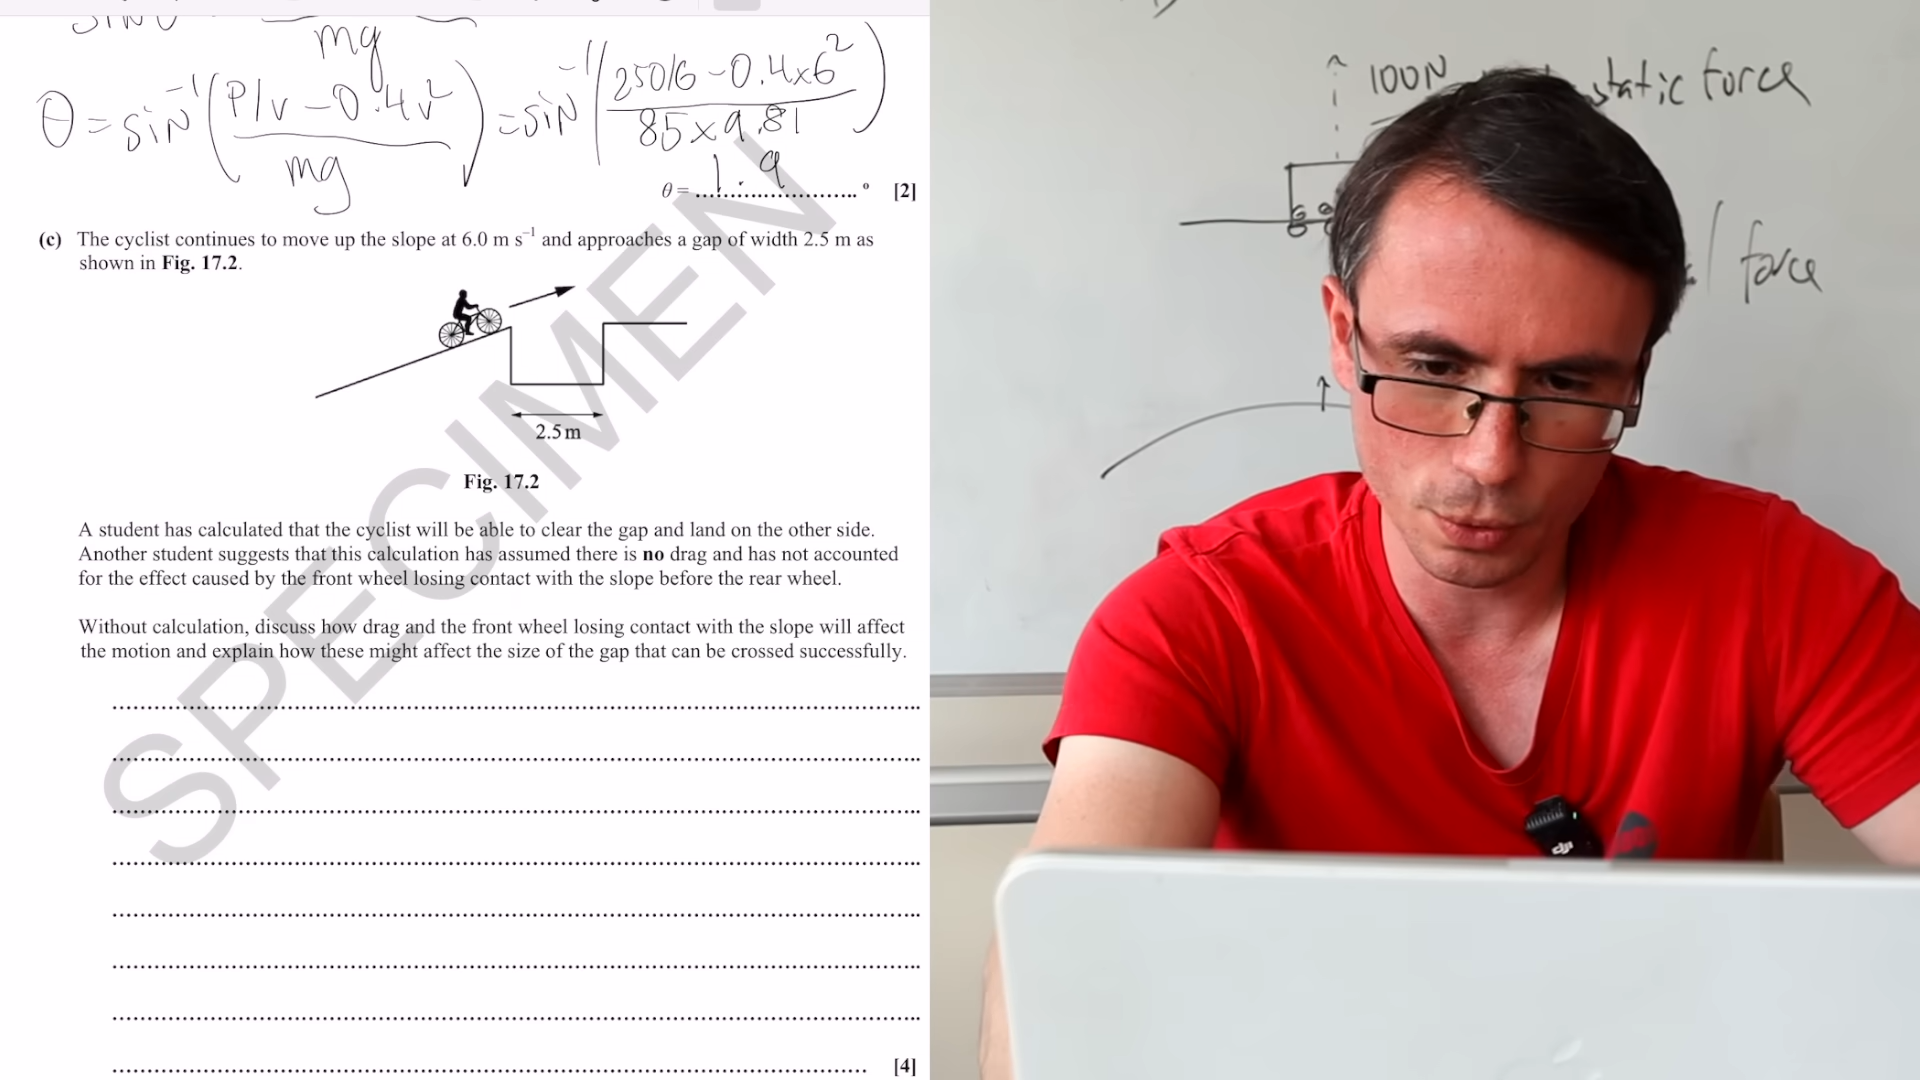 mg
θ = sin⁻¹(P/v − 0.4v² / mg) = sin⁻¹(250/6 − 0.4×6² / 85×9.81)
θ = 1.9 ° [2]
(c) The cyclist continues to move up the slope at 6.0 m s⁻¹ and approaches a gap of width 2.5 m as
shown in Fig. 17.2.
2.5 m
Fig. 17.2
A student has calculated that the cyclist will be able to clear the gap and land on the other side.
Another student suggests that this calculation has assumed there is no drag and has not accounted
for the effect caused by the front wheel losing contact with the slope before the rear wheel.
Without calculation, discuss how drag and the front wheel losing contact with the slope will affect
the motion and explain how these might affect the size of the gap that can be crossed successfully.
[4]
SPECIMEN
100N
static force
force
dji